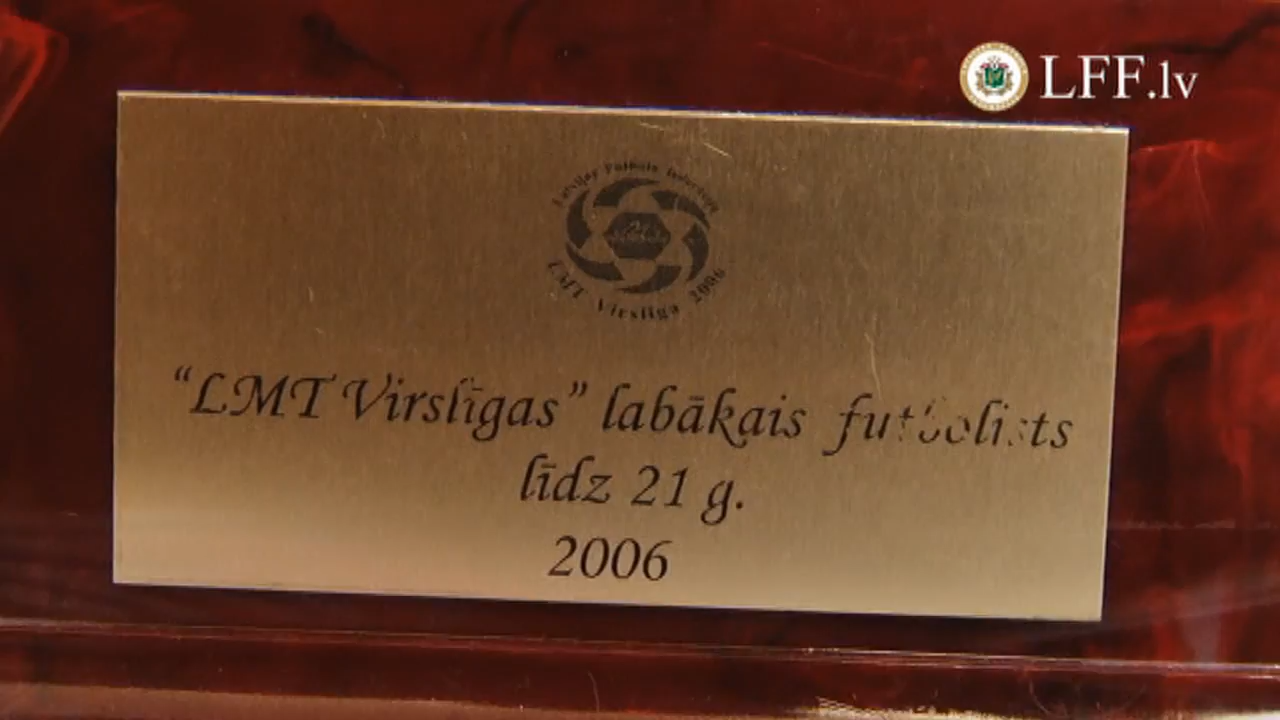 LFF.lv
Latvijas Futbola federācija
LMT Virslīga 2006
“LMT Virslīgas” labākais futbolists
līdz 21 g.
2006